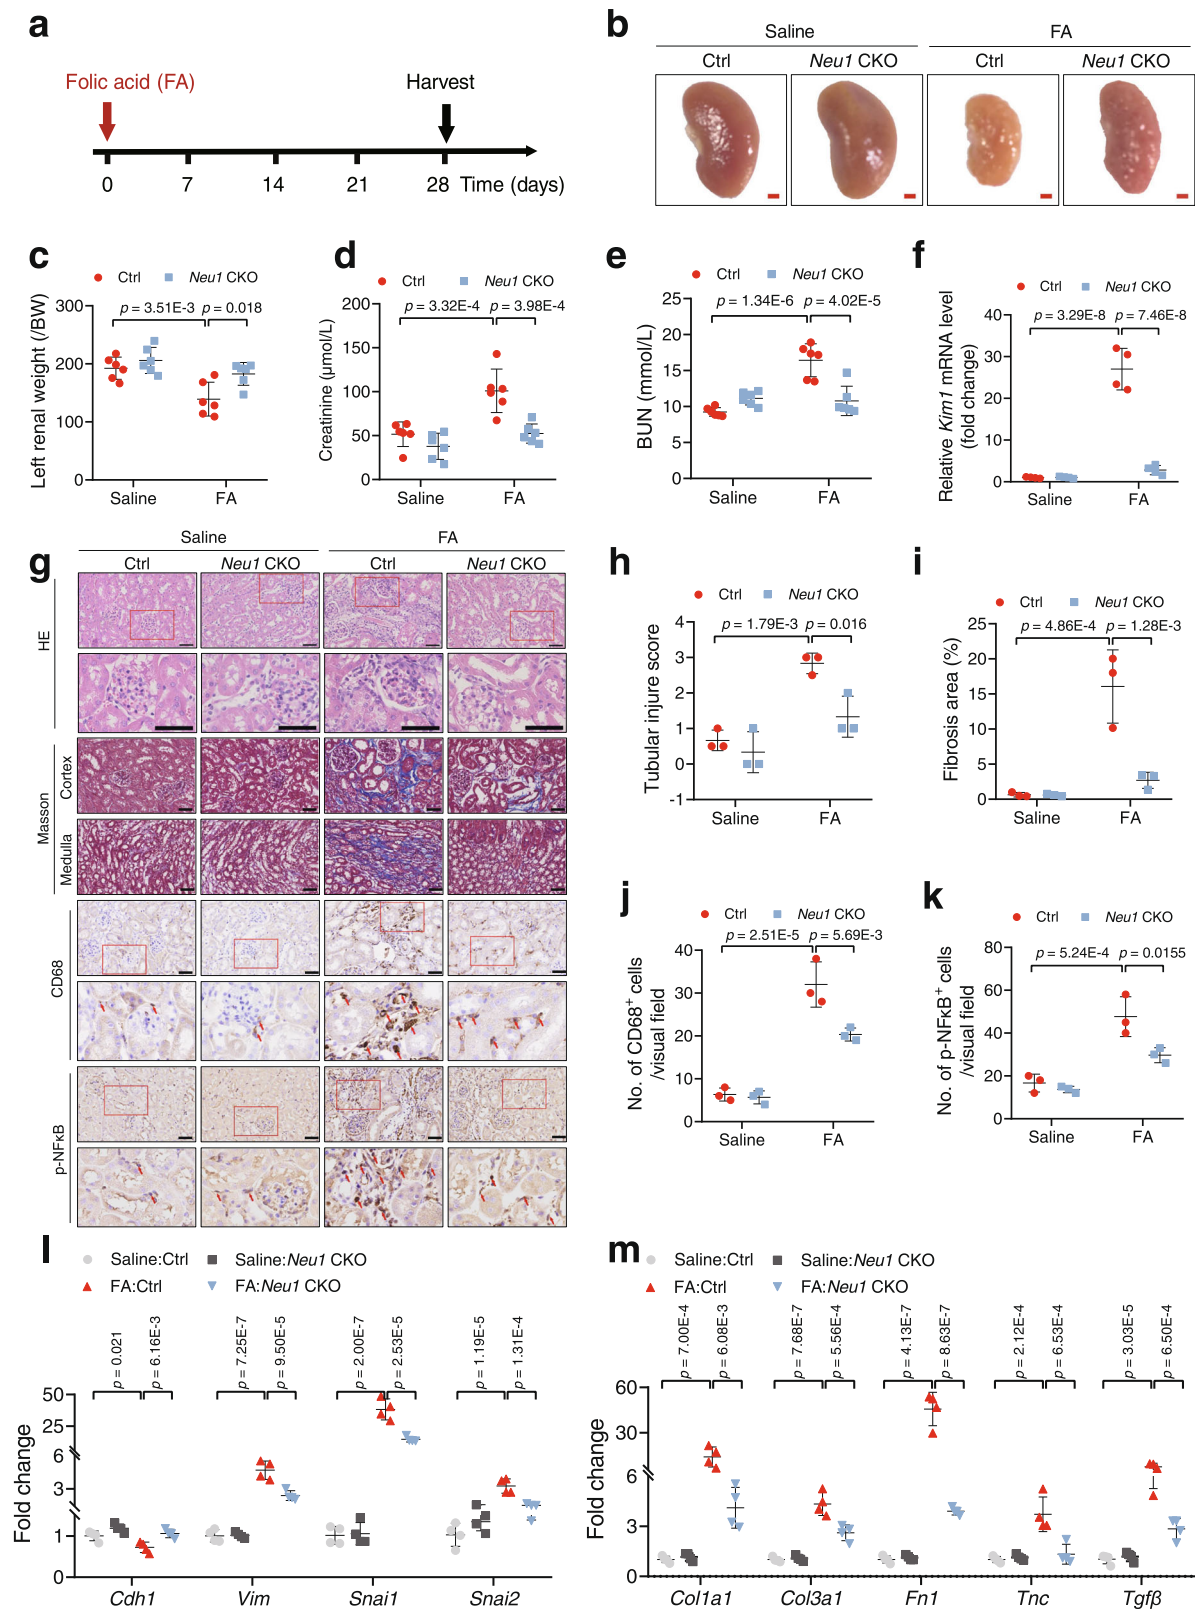 a
Folic acid (FA)
Harvest
0 7 14 21 28 Time (days)
b
Saline FA
Ctrl Neu1 CKO Ctrl Neu1 CKO
c
Ctrl Neu1 CKO
p = 3.51E-3 p = 0.018
Left renal weight (/BW)
300
200
100
0
Saline FA
d
Ctrl Neu1 CKO
p = 3.32E-4 p = 3.98E-4
Creatinine (μmol/L)
200
150
100
50
0
Saline FA
e
Ctrl Neu1 CKO
p = 1.34E-6 p = 4.02E-5
BUN (mmol/L)
25
20
15
10
5
0
Saline FA
f
Ctrl Neu1 CKO
p = 3.29E-8 p = 7.46E-8
Relative Kim1 mRNA level
(fold change)
40
30
20
10
0
Saline FA
g
Saline FA
Ctrl Neu1 CKO Ctrl Neu1 CKO
HE
Masson
Cortex
Medulla
CD68
p-NFκB
h
Ctrl Neu1 CKO
p = 1.79E-3 p = 0.016
Tubular injure score
4
3
2
1
0
-1
Saline FA
i
Ctrl Neu1 CKO
p = 4.86E-4 p = 1.28E-3
Fibrosis area (%)
25
20
15
10
5
0
Saline FA
j
Ctrl Neu1 CKO
p = 2.51E-5 p = 5.69E-3
No. of CD68+ cells
/visual field
40
30
20
10
0
Saline FA
k
Ctrl Neu1 CKO
p = 5.24E-4 p = 0.0155
No. of p-NFκB+ cells
/visual field
80
60
40
20
0
Saline FA
l
Saline:Ctrl Saline:Neu1 CKO
FA:Ctrl FA:Neu1 CKO
p = 0.021
p = 6.16E-3
p = 7.25E-7
p = 9.50E-5
p = 2.00E-7
p = 2.53E-5
p = 1.19E-5
p = 1.31E-4
Fold change
50
25
6
3
1
0
Cdh1 Vim Snai1 Snai2
m
Saline:Ctrl Saline:Neu1 CKO
FA:Ctrl FA:Neu1 CKO
p = 7.00E-4
p = 6.08E-3
p = 7.68E-7
p = 5.56E-4
p = 4.13E-7
p = 8.63E-7
p = 2.12E-4
p = 6.53E-4
p = 3.03E-5
p = 6.50E-4
Fold change
60
30
6
3
0
Col1a1 Col3a1 Fn1 Tnc Tgfβ